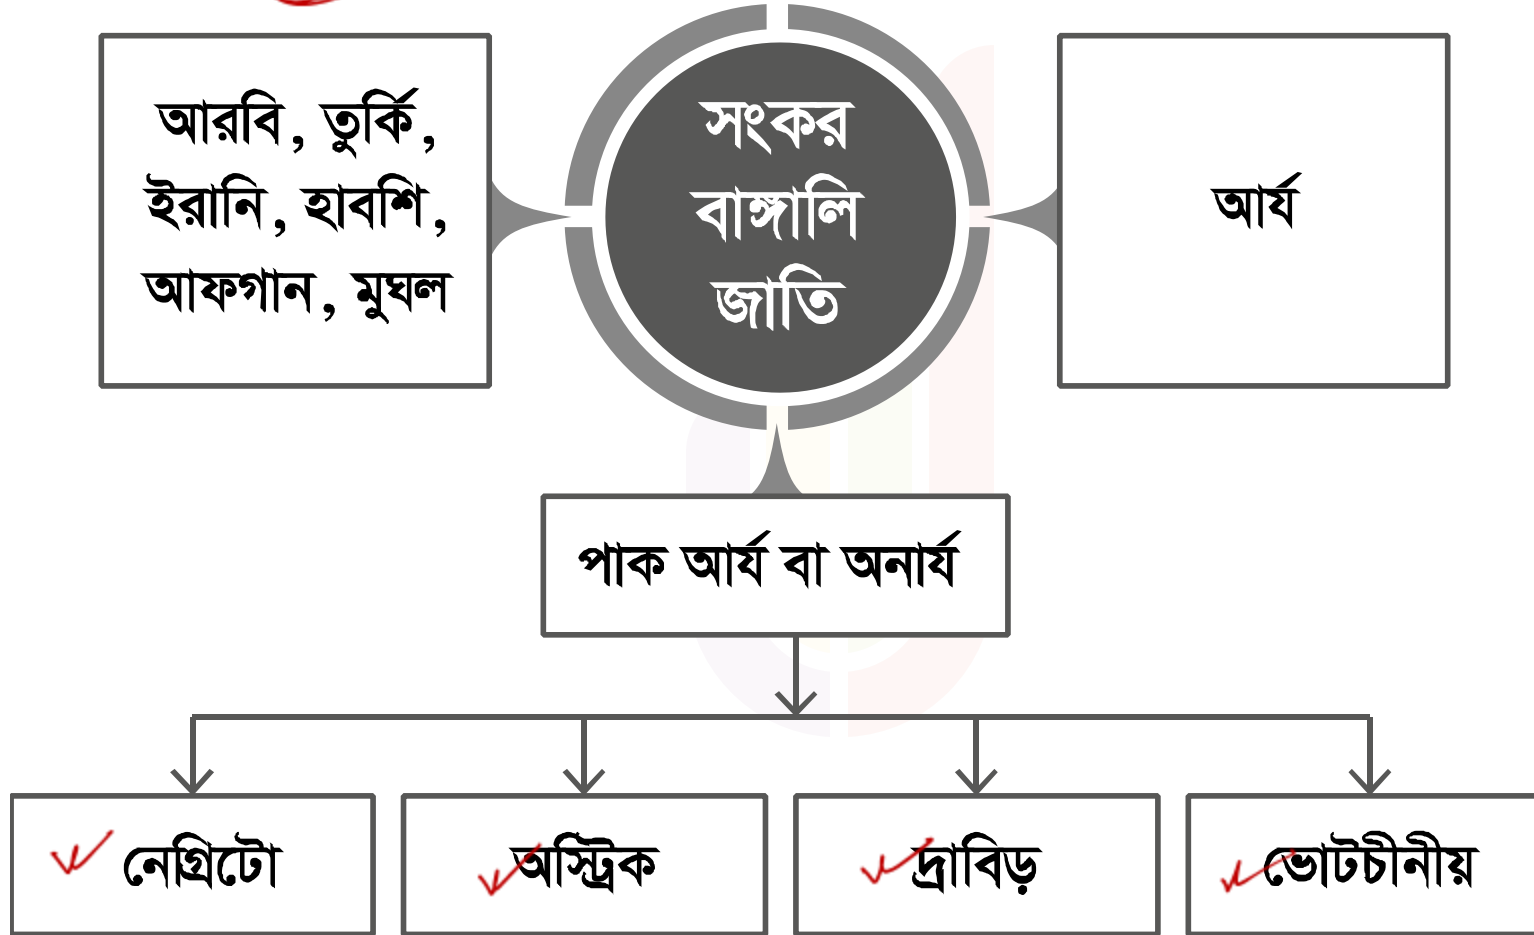 আরবি, তুর্কি,
ইরানি, হাবশি,
আফগান, মুঘল
সংকর
বাঙ্গালি
জাতি
আর্য
পাক আর্য বা অনার্য
নেগ্রিটো
অস্ট্রিক
দ্রাবিড়
ভোটচীনীয়